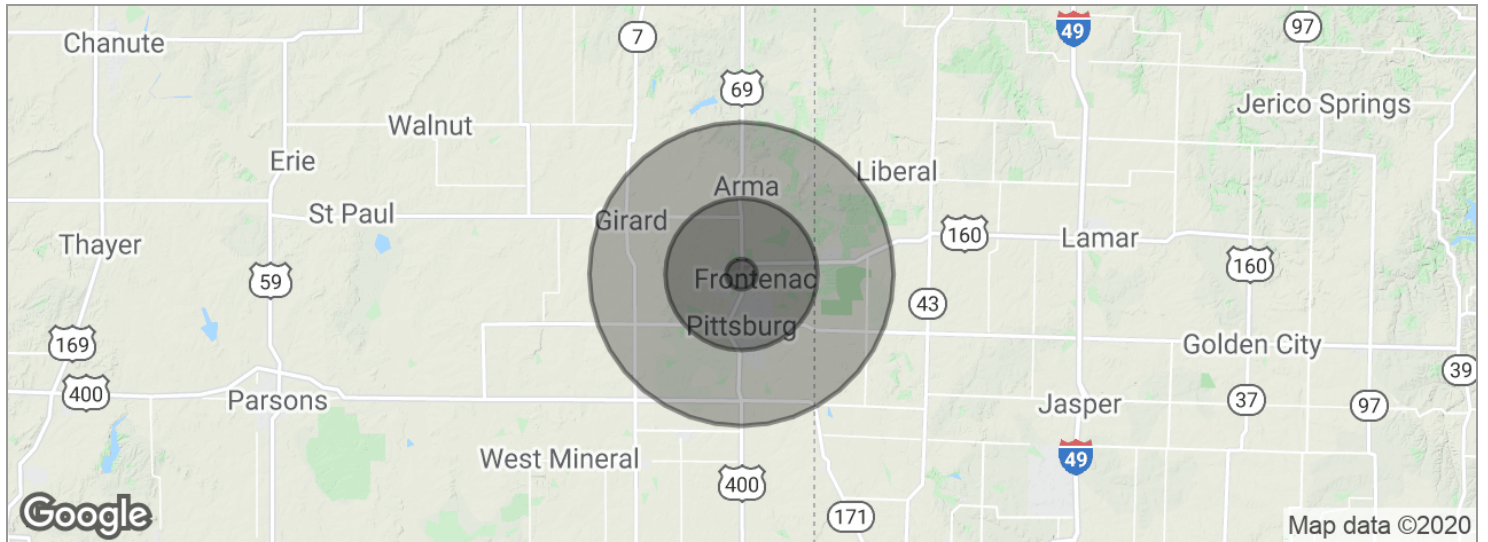 97
49
7
Chanute
69
Jerico Springs
Walnut
Erie
Liberal
Arma
St Paul
Girard
160
Lamar
Thayer
160
59
Frontenac
43
Pittsburg
169
Golden City
39
400
Parsons
37
Jasper
97
West Mineral
49
400
171
Google
Map data ©2020